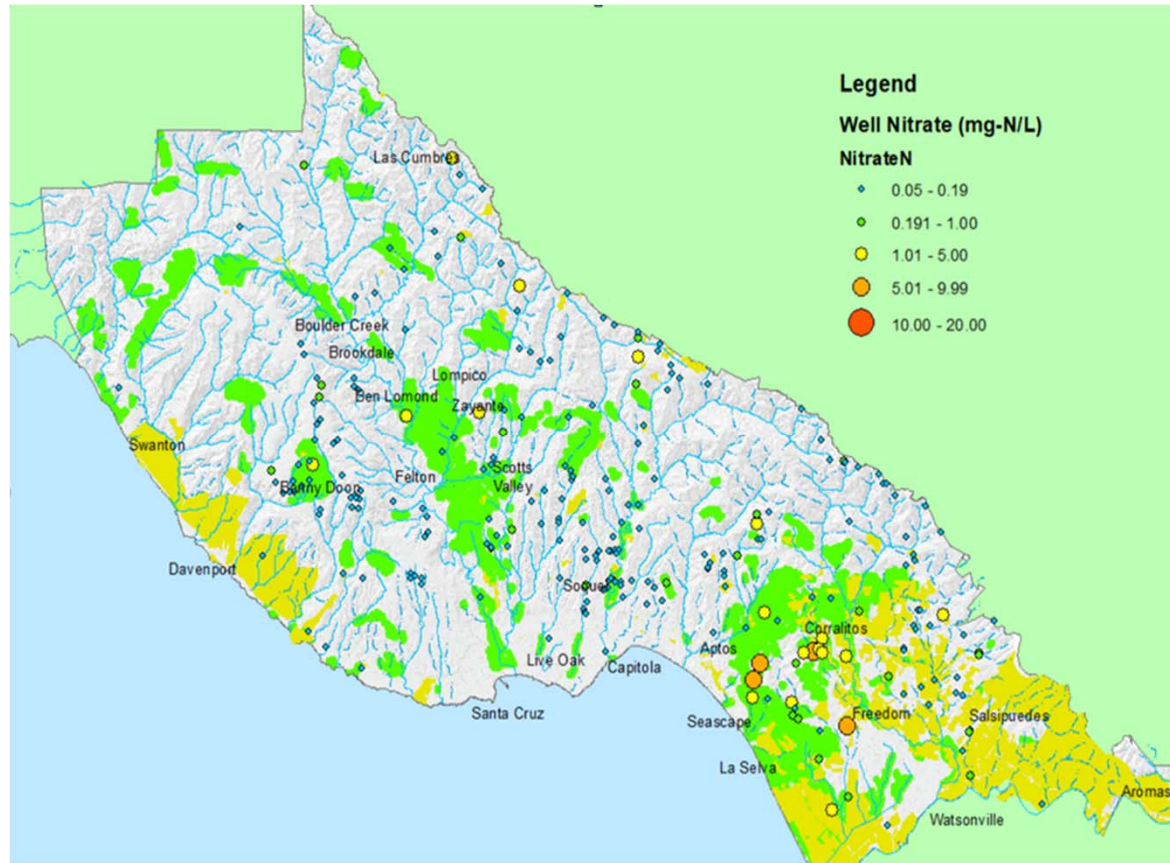 Legend
Well Nitrate (mg-N/L)
NitrateN
0.05 - 0.19
0.191 - 1.00
1.01 - 5.00
5.01 - 9.99
10.00 - 20.00
Las Cumbres
Boulder Creek
Brookdale
Lompico
Ben Lomond
Zayante
Swanton
Scotts
Valley
Felton
Bonny Doon
Davenport
Soquel
Corralitos
Aptos
Live Oak
Capitola
Santa Cruz
Seascape
Freedom
Salsipuedes
La Selva
Aromas
Watsonville